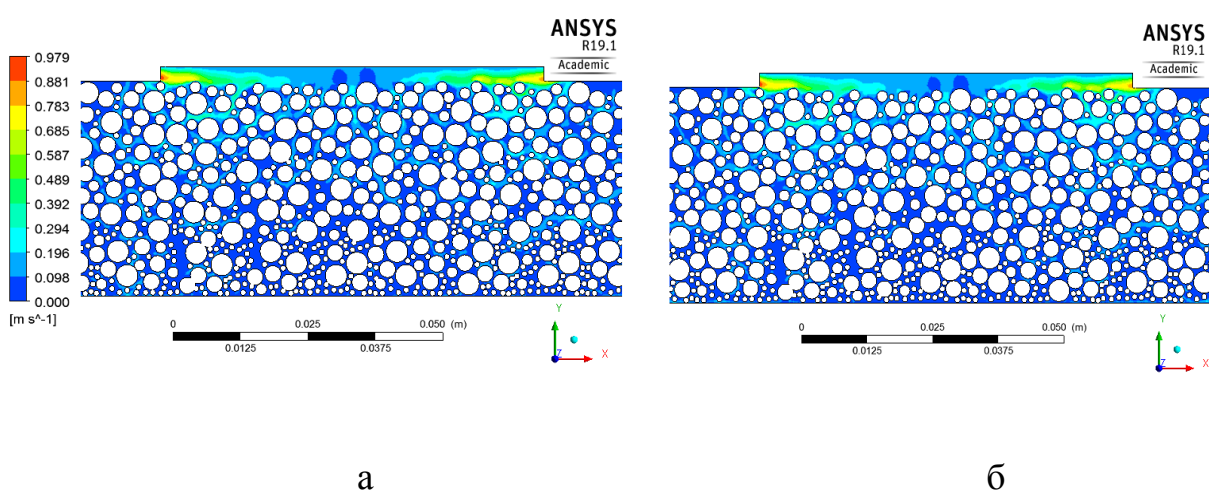 ANSYS
R19.1
Academic
0.979
0.881
0.783
0.685
0.587
0.489
0.392
0.294
0.196
0.098
0.000
[m s^-1]
0 0.025 0.050 (m)
0.0125 0.0375
Y
Z X
а
ANSYS
R19.1
Academic
0 0.025 0.050 (m)
0.0125 0.0375
Y
Z X
б